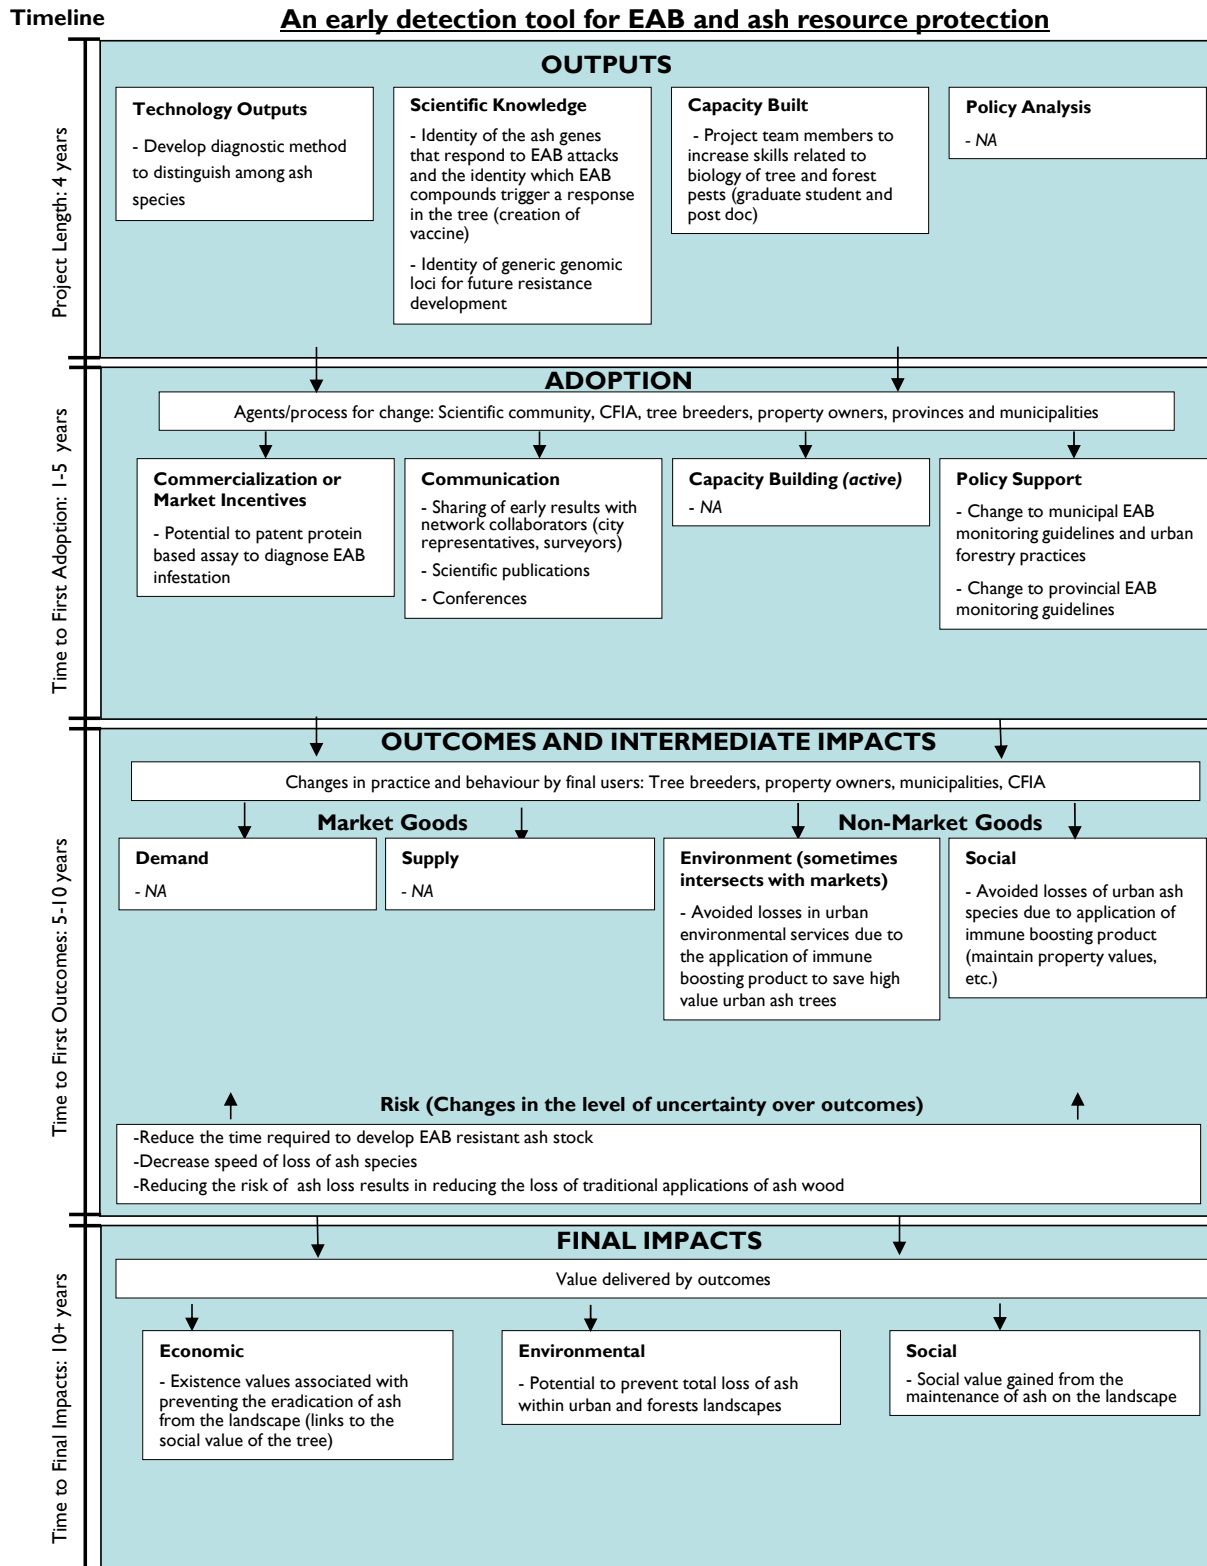 Timeline
An early detection tool for EAB and ash resource protection
Project Length: 4 years
OUTPUTS
Technology Outputs
- Develop diagnostic method
to distinguish among ash
species
Scientific Knowledge
- Identity of the ash genes
that respond to EAB attacks
and the identity which EAB
compounds trigger a response
in the tree (creation of
vaccine)
- Identity of generic genomic
loci for future resistance
development
Capacity Built
- Project team members to
increase skills related to
biology of tree and forest
pests (graduate student and
post doc)
Policy Analysis
- NA
Time to First Adoption: 1-5 years
ADOPTION
Agents/process for change: Scientific community, CFIA, tree breeders, property owners, provinces and municipalities
Commercialization or
Market Incentives
- Potential to patent protein
based assay to diagnose EAB
infestation
Communication
- Sharing of early results with
network collaborators (city
representatives, surveyors)
- Scientific publications
- Conferences
Capacity Building (active)
- NA
Policy Support
- Change to municipal EAB
monitoring guidelines and urban
forestry practices
- Change to provincial EAB
monitoring guidelines
Time to First Outcomes: 5-10 years
OUTCOMES AND INTERMEDIATE IMPACTS
Changes in practice and behaviour by final users: Tree breeders, property owners, municipalities, CFIA
Market Goods
Non-Market Goods
Demand
- NA
Supply
- NA
Environment (sometimes
intersects with markets)
- Avoided losses in urban
environmental services due to
the application of immune
boosting product to save high
value urban ash trees
Social
- Avoided losses of urban ash
species due to application of
immune boosting product
(maintain property values,
etc.)
Risk (Changes in the level of uncertainty over outcomes)
-Reduce the time required to develop EAB resistant ash stock
-Decrease speed of loss of ash species
-Reducing the risk of ash loss results in reducing the loss of traditional applications of ash wood
Time to Final Impacts: 10+ years
FINAL IMPACTS
Value delivered by outcomes
Economic
- Existence values associated with
preventing the eradication of ash
from the landscape (links to the
social value of the tree)
Environmental
- Potential to prevent total loss of ash
within urban and forests landscapes
Social
- Social value gained from the
maintenance of ash on the landscape